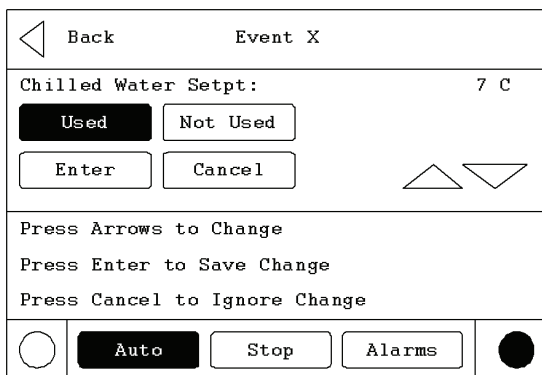 Back Event X
Chilled Water Setpt: 7 C
Used Not Used
Enter Cancel
Press Arrows to Change
Press Enter to Save Change
Press Cancel to Ignore Change
Auto Stop Alarms